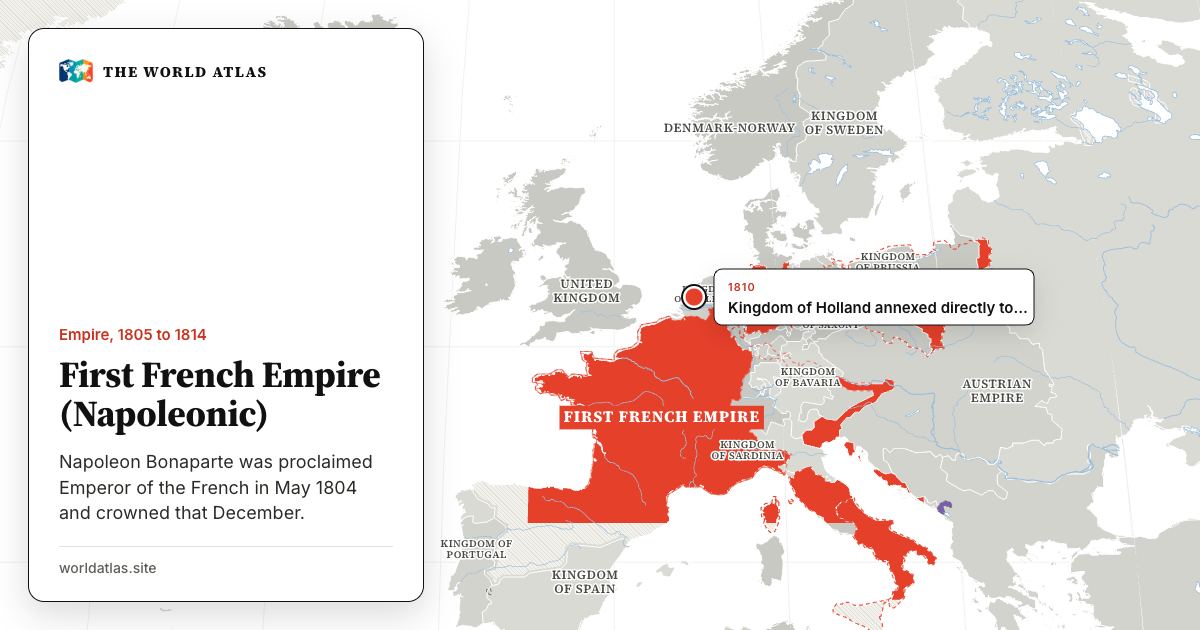 THE WORLD ATLAS
Empire, 1805 to 1814
First French Empire
(Napoleonic)
Napoleon Bonaparte was proclaimed
Emperor of the French in May 1804
and crowned that December.
worldatlas.site
DENMARK-NORWAY
KINGDOM
OF SWEDEN
UNITED
KINGDOM
KINGDOM
OF PRUSSIA
1810
Kingdom of Holland annexed directly to...
KINGDOM
OF BAVARIA
AUSTRIAN
EMPIRE
FIRST FRENCH EMPIRE
KINGDOM
OF SARDINIA
KINGDOM OF
PORTUGAL
KINGDOM
OF SPAIN